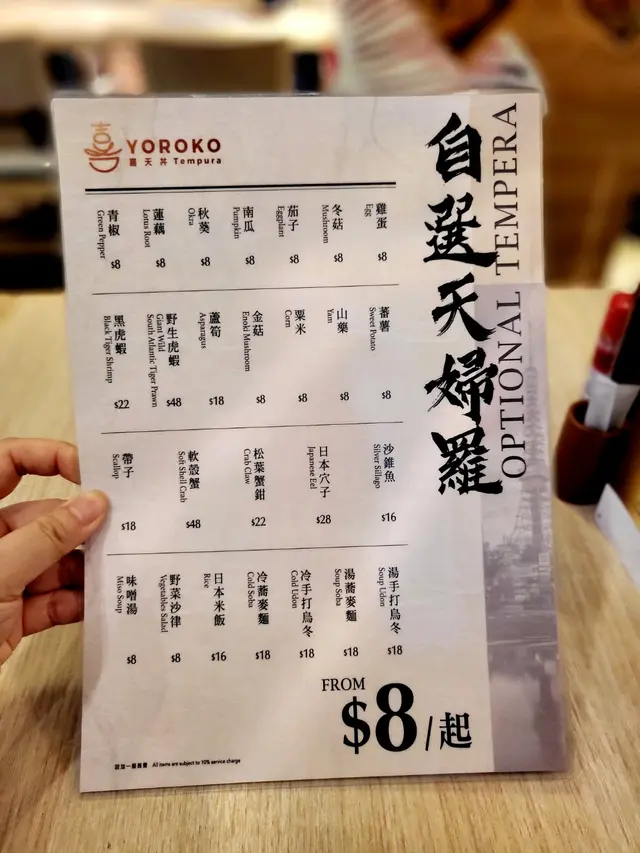 喜
YOROKO
喜天丼 Tempura
自選天婦羅
OPTIONAL TEMPERA
雞蛋
Egg
$8
冬菇
Mushroom
$8
茄子
Eggplant
$8
南瓜
Pumpkin
$8
秋葵
Okra
$8
蓮藕
Lotus Root
$8
青椒
Green Pepper
$8
蕃薯
Sweet Potato
$8
山藥
Yam
$8
粟米
Corn
$8
金菇
Enoki Mushroom
$8
蘆筍
Asparagus
$18
野生虎蝦
Giant Wild
South Atlantic Tiger Prawn
$48
黑虎蝦
Black Tiger Shrimp
$22
沙錐魚
Silver Sillago
$16
日本穴子
Japanese Eel
$28
松葉蟹鉗
Crab Claw
$22
軟殼蟹
Soft Shell Crab
$48
帶子
Scallop
$18
湯手打烏冬
Soup Udon
$18
湯蕎麥麵
Soup Soba
$18
冷手打烏冬
Cold Udon
$18
冷蕎麥麵
Cold Soba
$18
日本米飯
Rice
$16
野菜沙律
Vegetables Salad
$8
味噌湯
Miso Soup
$8
FROM
$8/起
設加一服務費 All items are subject to 10% service charge